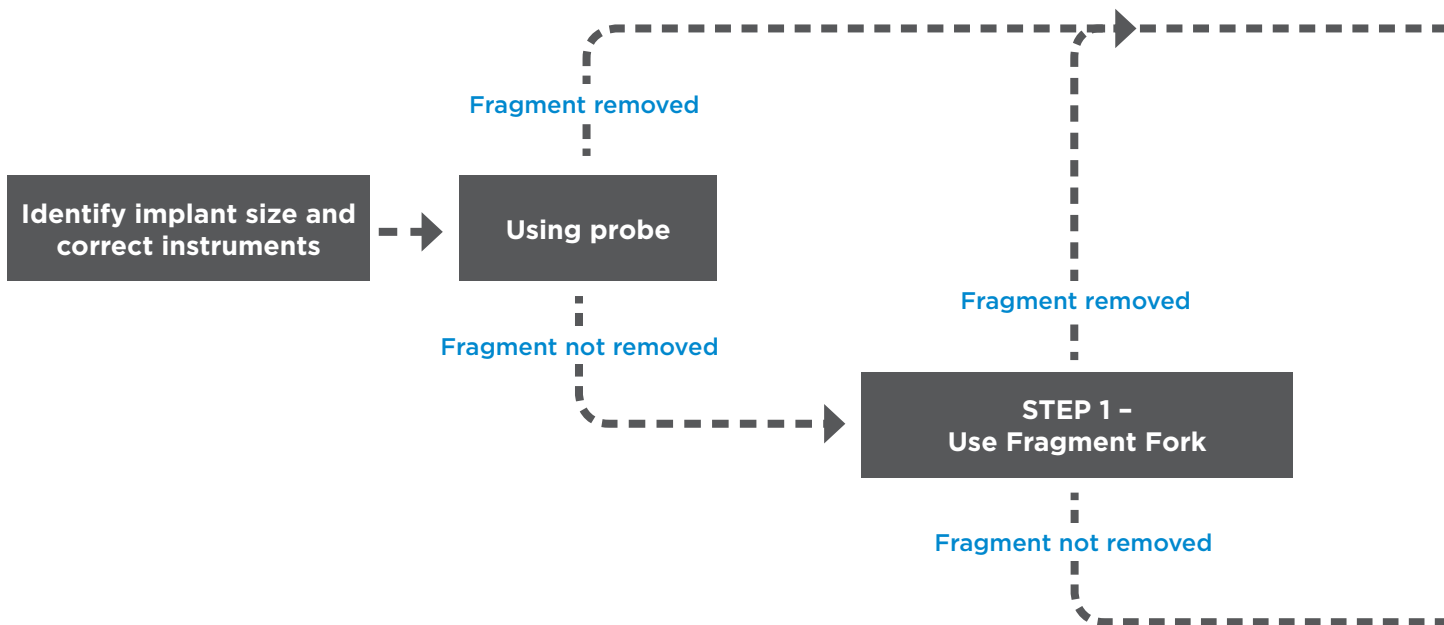 Fragment removed
Identify implant size and
correct instruments
Using probe
Fragment removed
Fragment not removed
STEP 1 –
Use Fragment Fork
Fragment not removed